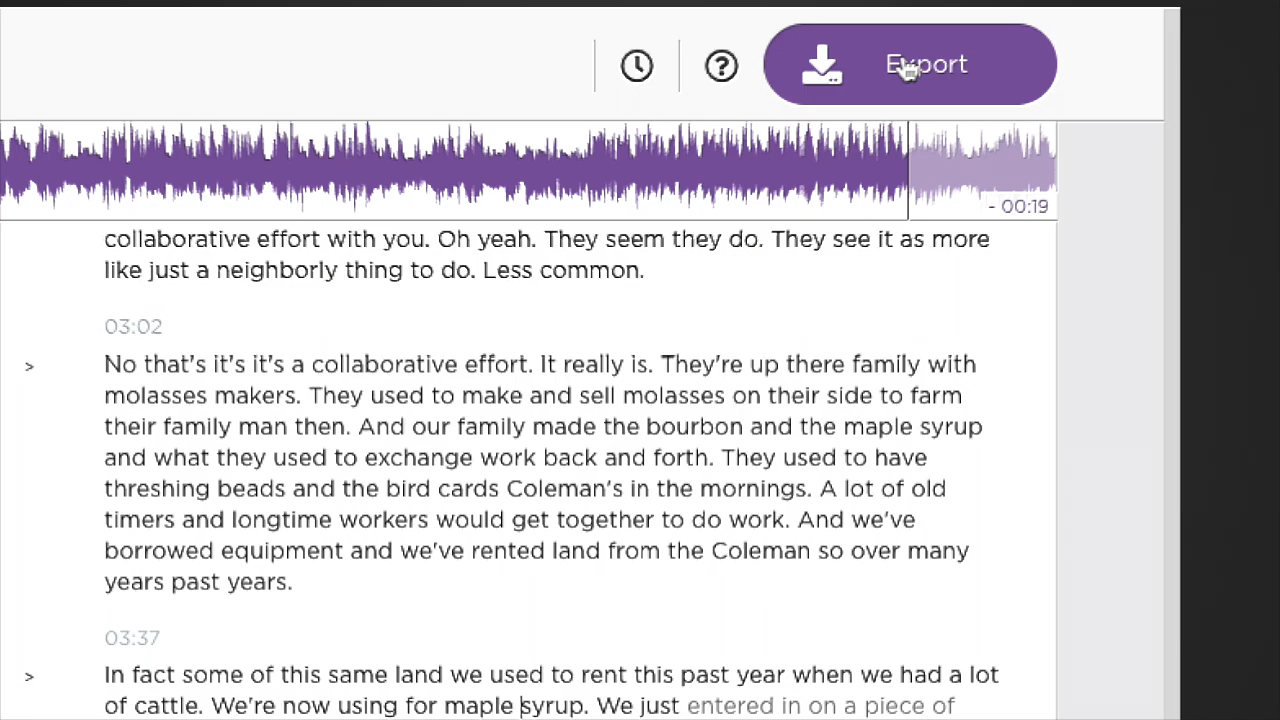 Export
- 00:19
collaborative effort with you. Oh yeah. They seem they do. They see it as more
like just a neighborly thing to do. Less common.
03:02
> No that's it's it's a collaborative effort. It really is. They're up there family with
molasses makers. They used to make and sell molasses on their side to farm
their family man then. And our family made the bourbon and the maple syrup
and what they used to exchange work back and forth. They used to have
threshing beads and the bird cards Coleman's in the mornings. A lot of old
timers and longtime workers would get together to do work. And we've
borrowed equipment and we've rented land from the Coleman so over many
years past years.
03:37
> In fact some of this same land we used to rent this past year when we had a lot
of cattle. We're now using for maple syrup. We just entered in on a piece of